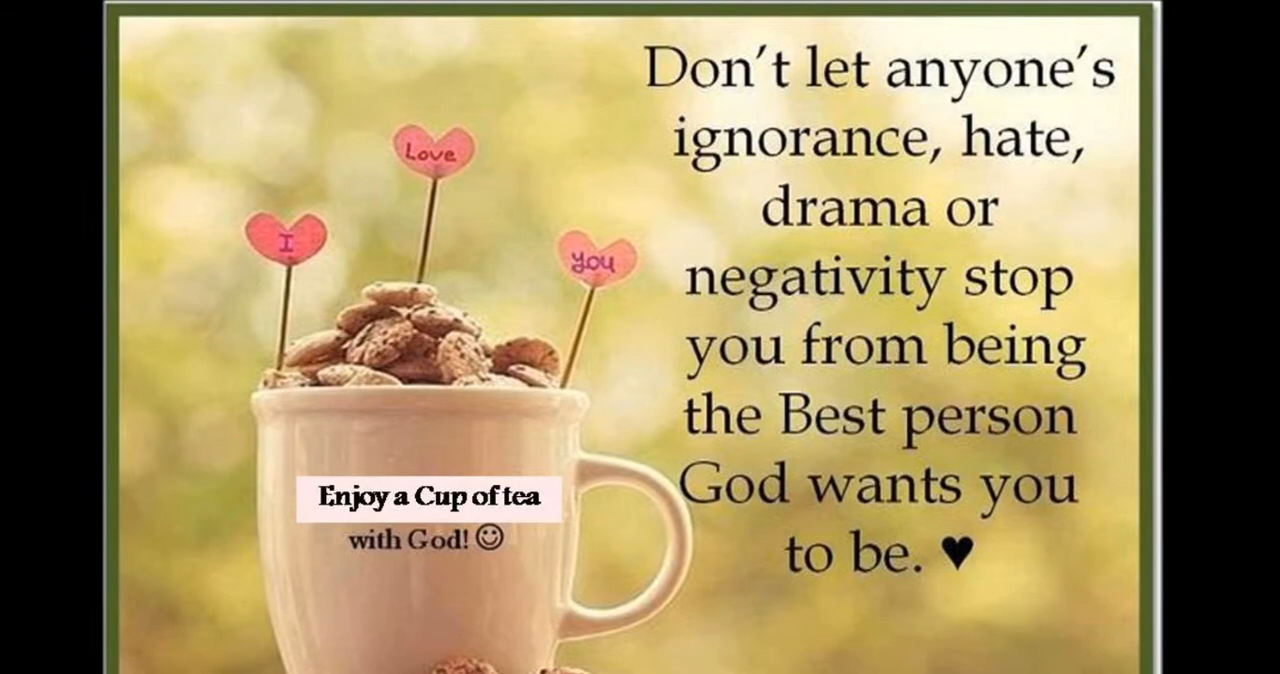 I
Love
you
Don't let anyone's
ignorance, hate,
drama or
negativity stop
you from being
the Best person
God wants you
to be. ♥
Enjoy a Cup of tea
with God! ☺